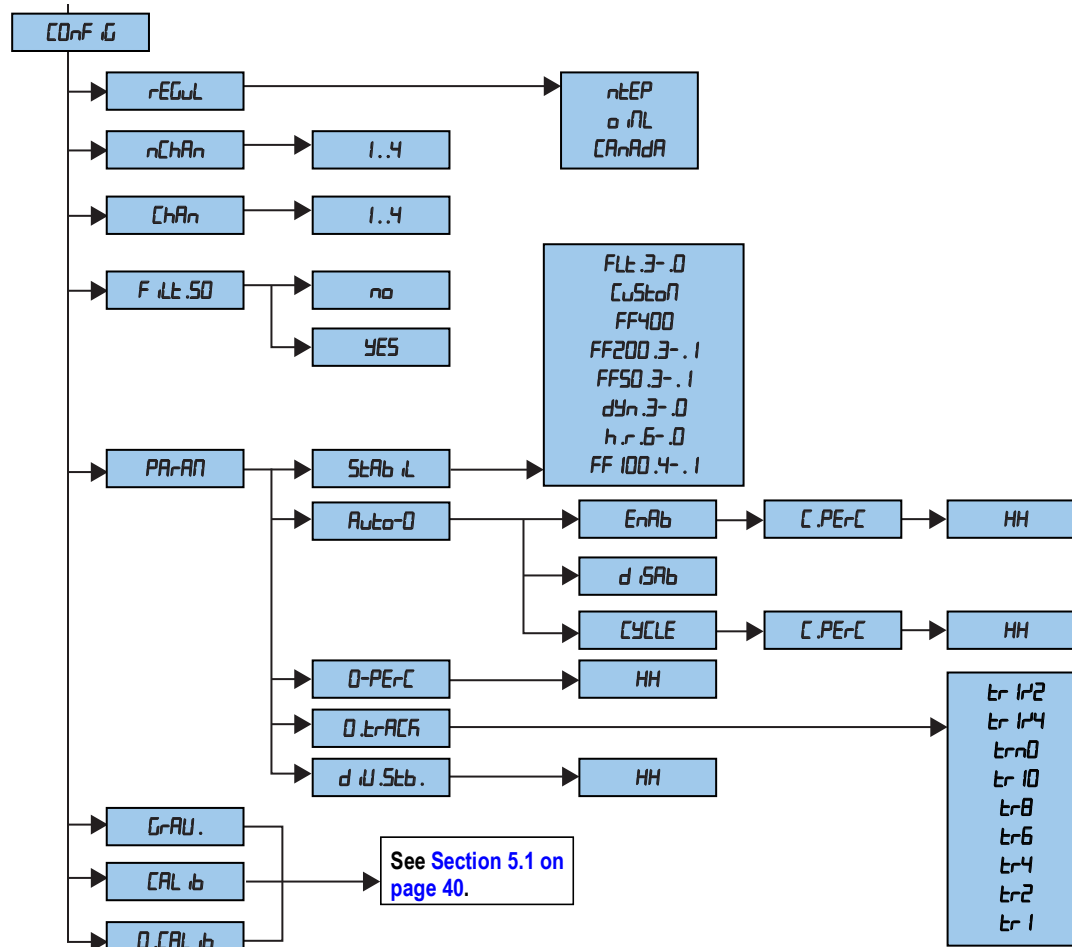 COnFiG
rEGuL
ntEP
oiML
CAnAdA
nChAn
1..4
ChAn
1..4
FiLt.50
no
YES
FLt.3-.0
CuStoM
FF400
FF200.3-.1
FF50.3-.1
dYn.3-.0
h.r.6-.0
FF100.4-.1
PArAM
StAbiL
Auto-0
EnAb
C.PErC
HH
diSAb
CYCLE
C.PErC
HH
0-PErC
HH
0.trACK
tr1/2
tr1/4
trn0
tr10
tr8
tr6
tr4
tr2
tr1
diU.Stb.
HH
GrAU.
CALib
0.CALib
See Section 5.1 on
page 40.